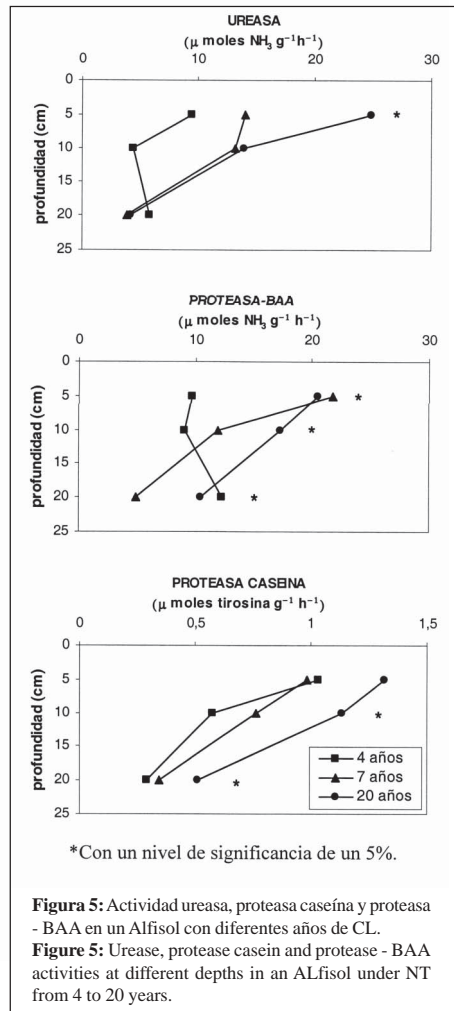 UREASA
(µ moles NH₃ g⁻¹h⁻¹)
0 10 20 30
profundidad (cm)
0
5
10
15
20
25
*
PROTEASA-BAA
(µ moles NH₃ g⁻¹ h⁻¹)
0 10 20 30
profundidad (cm)
0
5
10
15
20
25
*
*
*
PROTEASA CASEINA
(µ moles tirosina g⁻¹ h⁻¹)
0 0,5 1 1,5
profundidad (cm)
0
5
10
15
20
25
*
*
4 años
7 años
20 años
*Con un nivel de significancia de un 5%.
Figura 5: Actividad ureasa, proteasa caseína y proteasa
- BAA en un Alfisol con diferentes años de CL.
Figure 5: Urease, protease casein and protease - BAA
activities at different depths in an ALfisol under NT
from 4 to 20 years.